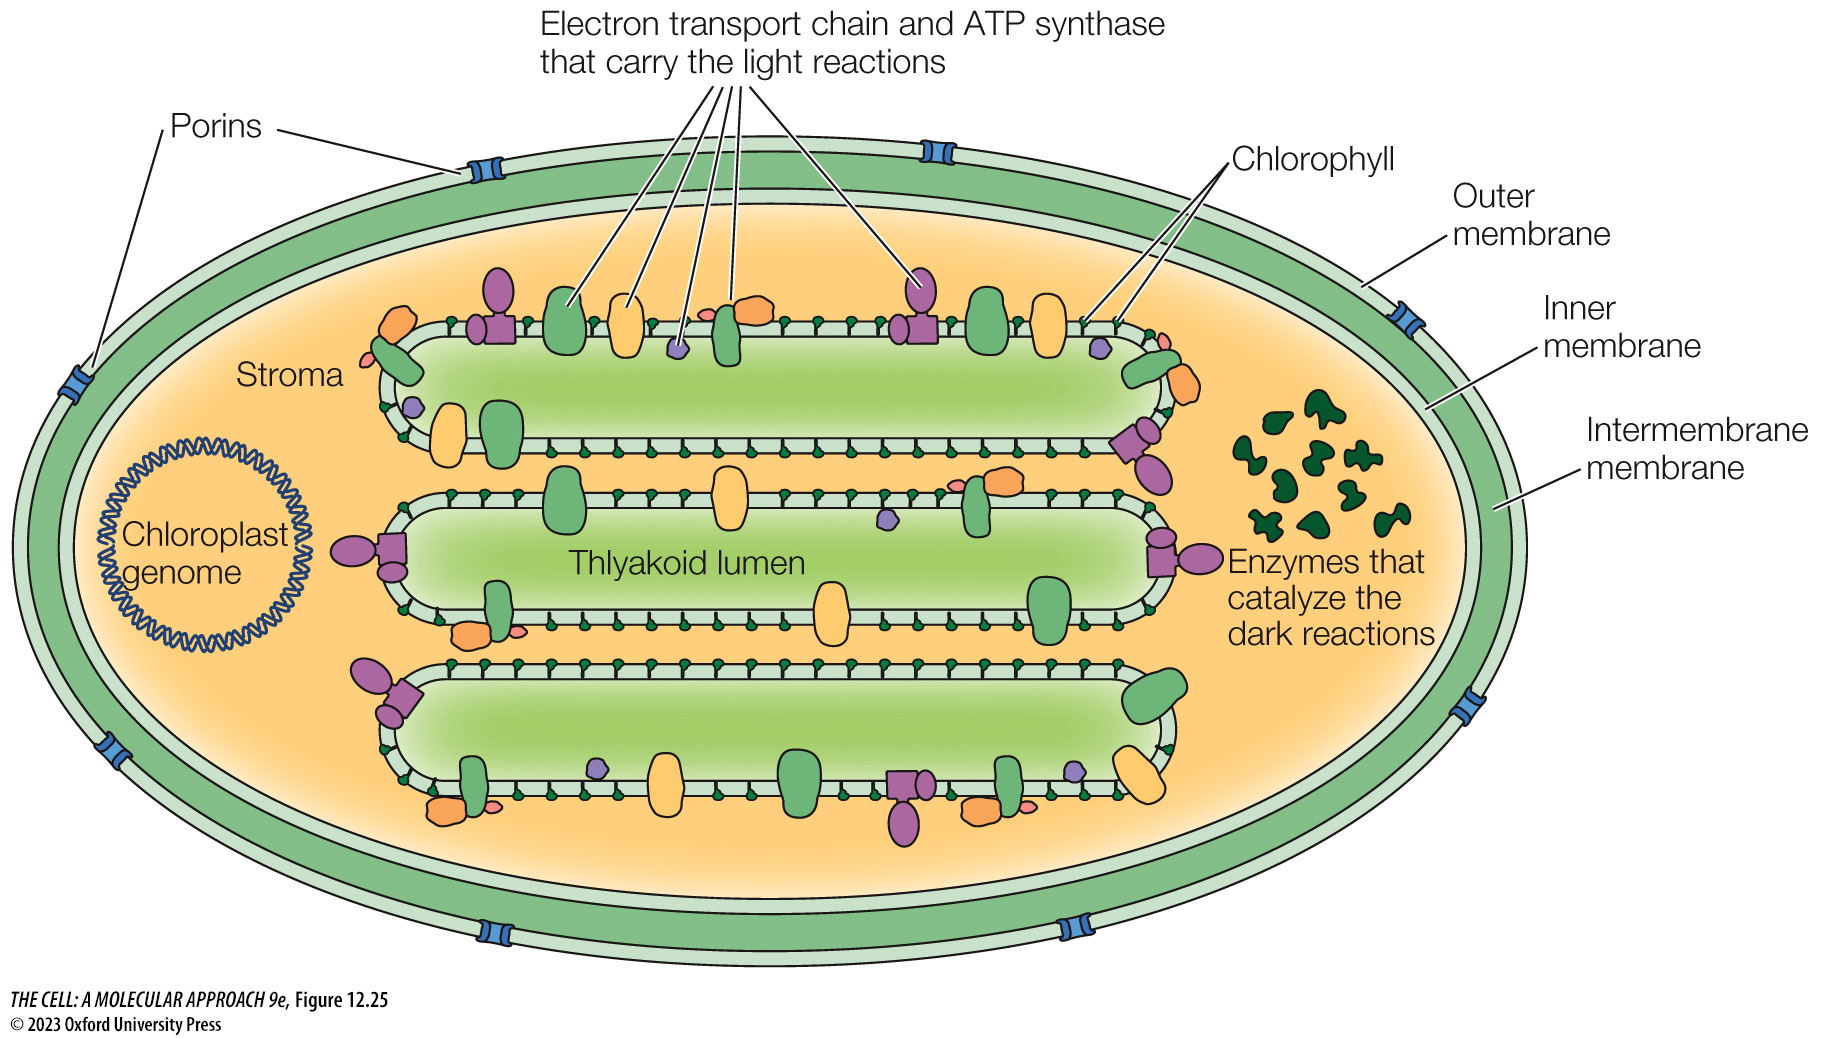 Electron transport chain and ATP synthase
that carry the light reactions
Porins
Chlorophyll
Outer
membrane
Inner
membrane
Stroma
Intermembrane
membrane
Chloroplast
genome
Thlyakoid lumen
Enzymes that
catalyze the
dark reactions
THE CELL: A MOLECULAR APPROACH 9e, Figure 12.25
© 2023 Oxford University Press